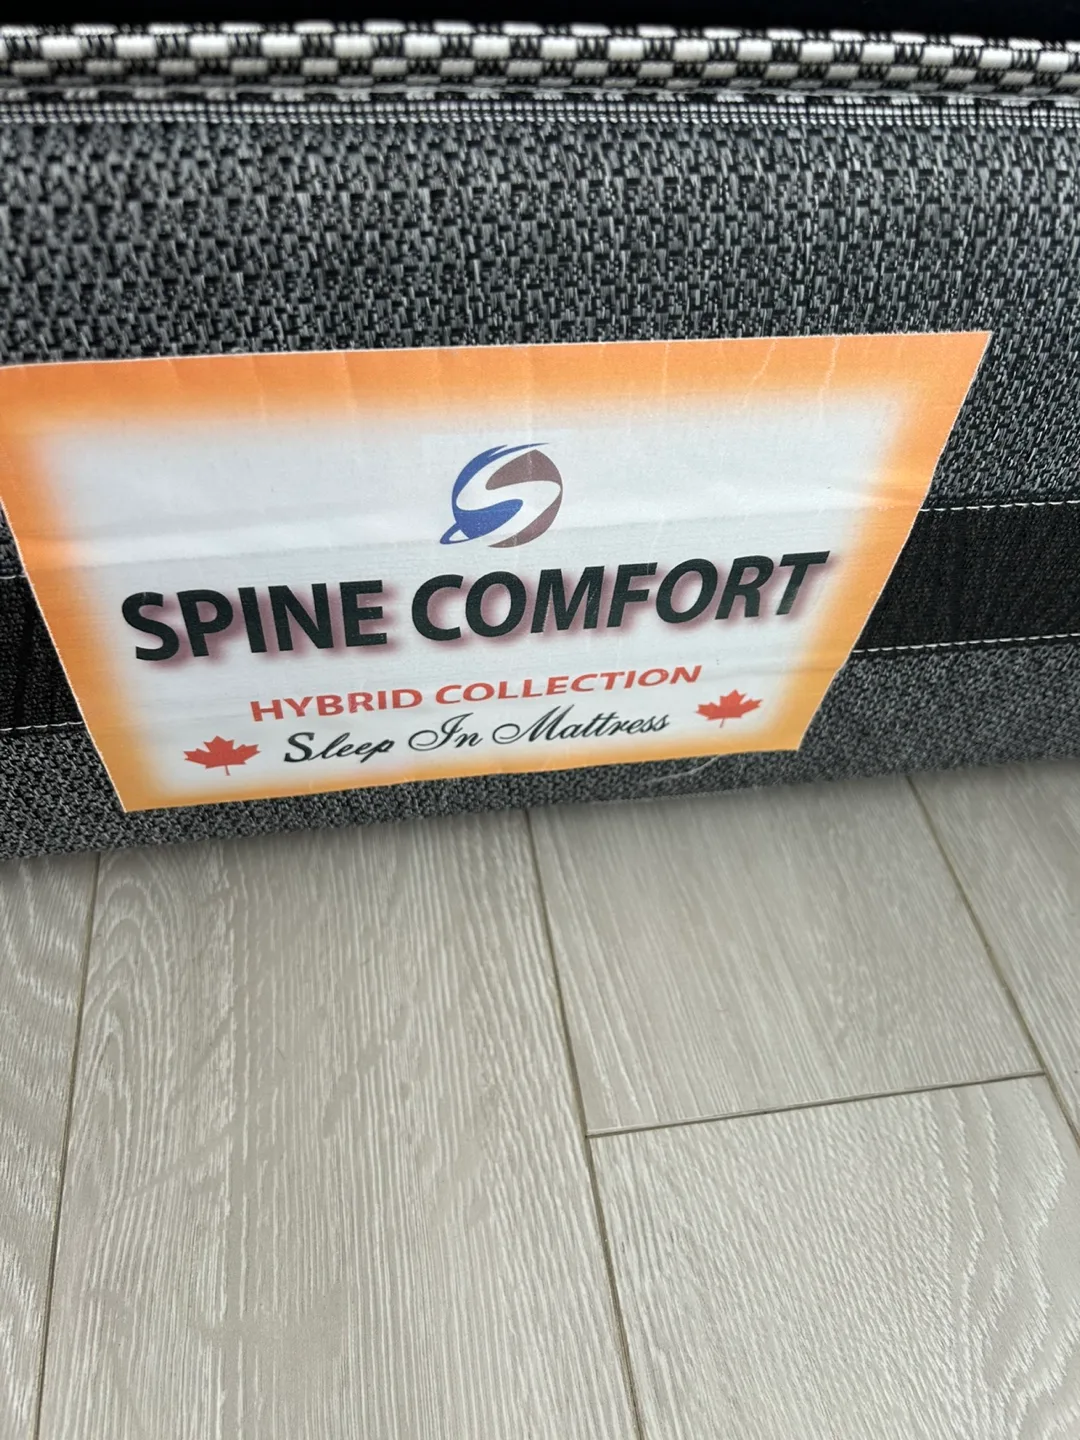 SPINE COMFORT
HYBRID COLLECTION
Sleep In Mattress